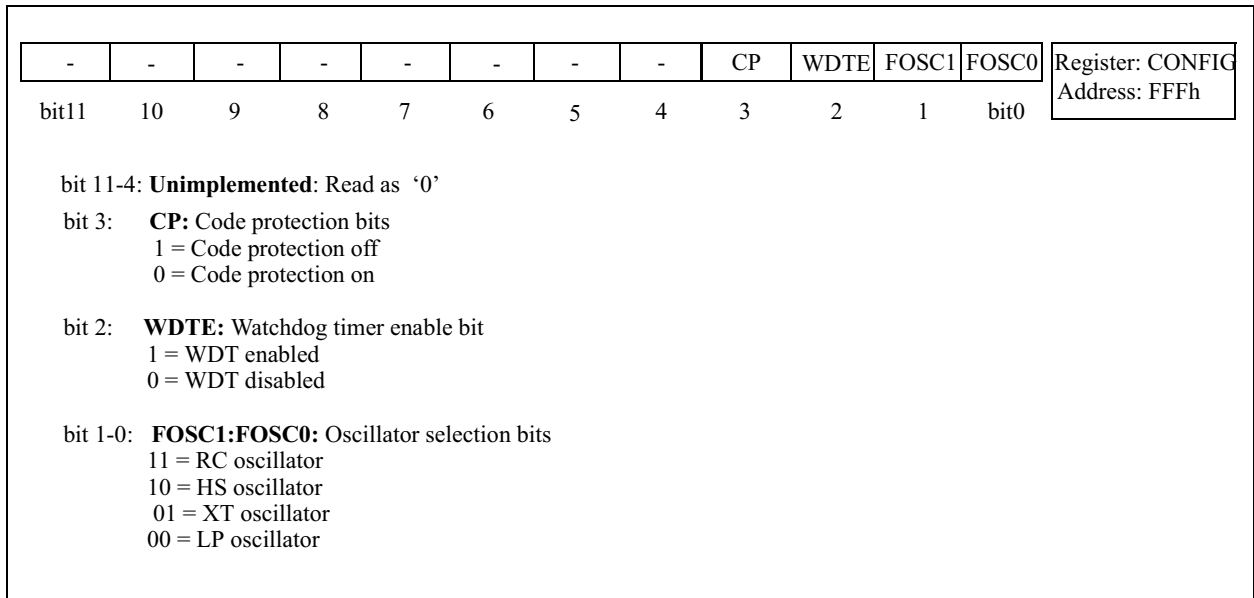 - - - - - - - - CP WDTE FOSC1 FOSC0 Register: CONFIG
Address: FFFh
bit11 10 9 8 7 6 5 4 3 2 1 bit0
bit 11-4: Unimplemented: Read as ‘0’
bit 3: CP: Code protection bits
1 = Code protection off
0 = Code protection on
bit 2: WDTE: Watchdog timer enable bit
1 = WDT enabled
0 = WDT disabled
bit 1-0: FOSC1:FOSC0: Oscillator selection bits
11 = RC oscillator
10 = HS oscillator
01 = XT oscillator
00 = LP oscillator